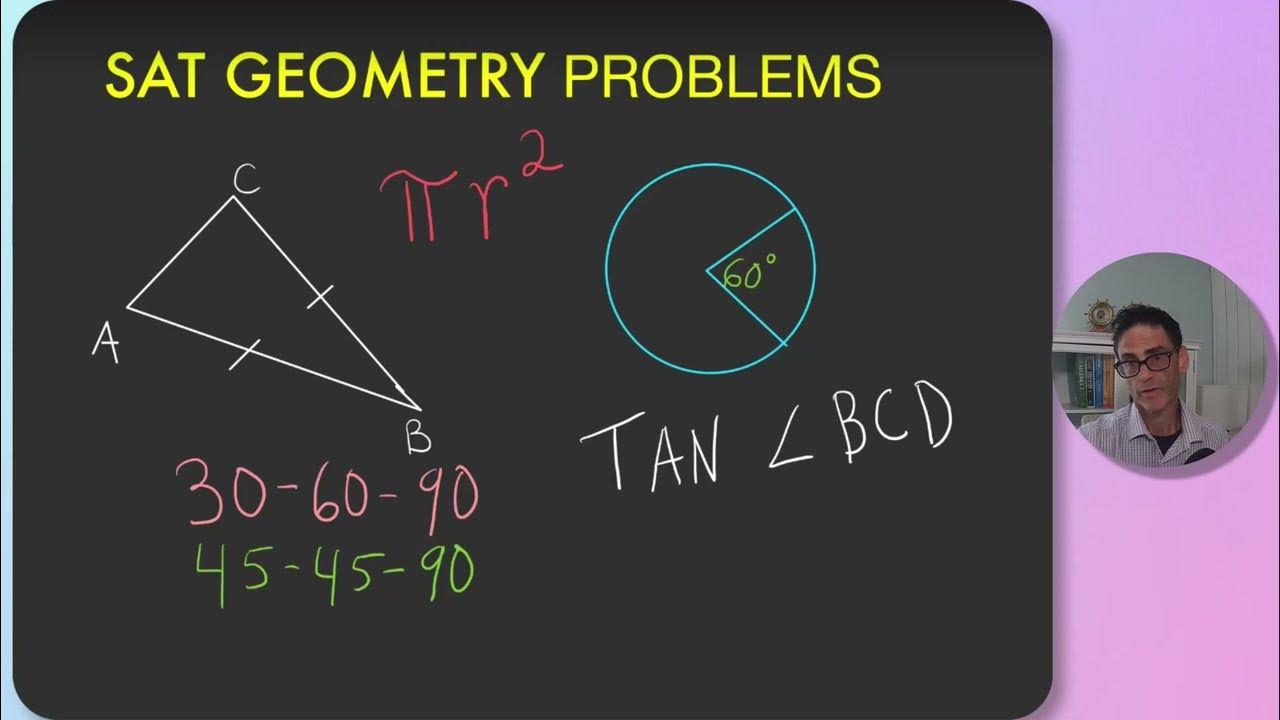 SAT GEOMETRY PROBLEMS
C
πr²
60°
A
B
TAN ∠BCD
30-60-90
45-45-90